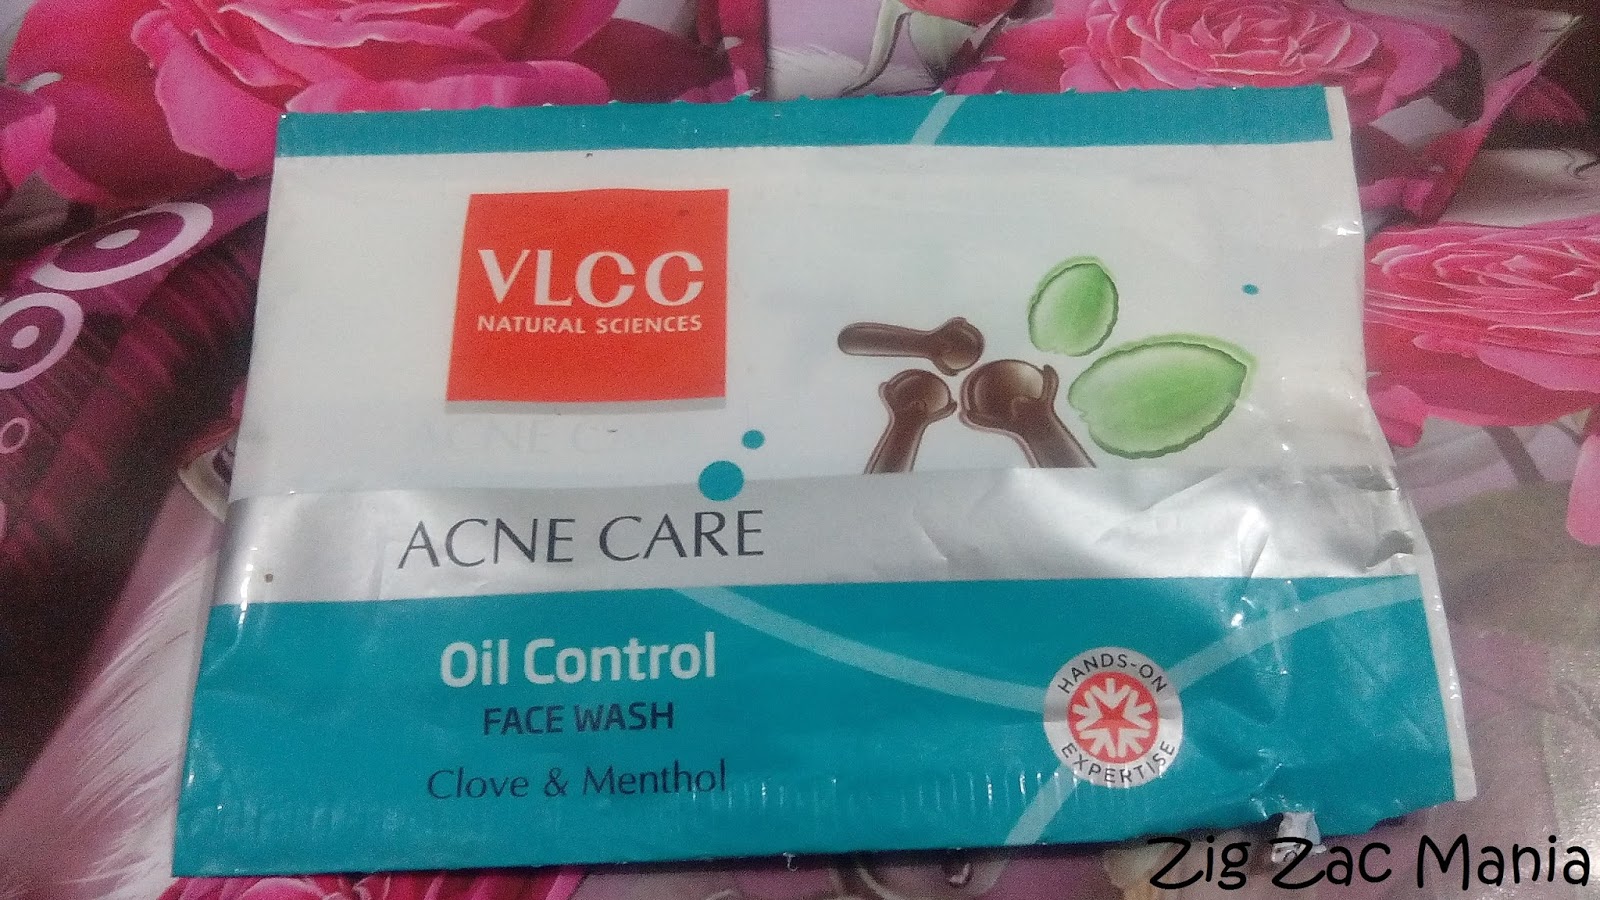 VLCC
NATURAL SCIENCES
ACNE CARE
Oil Control
FACE WASH
Clove & Menthol
HANDS-ON
EXPERTISE
Zig Zac Mania